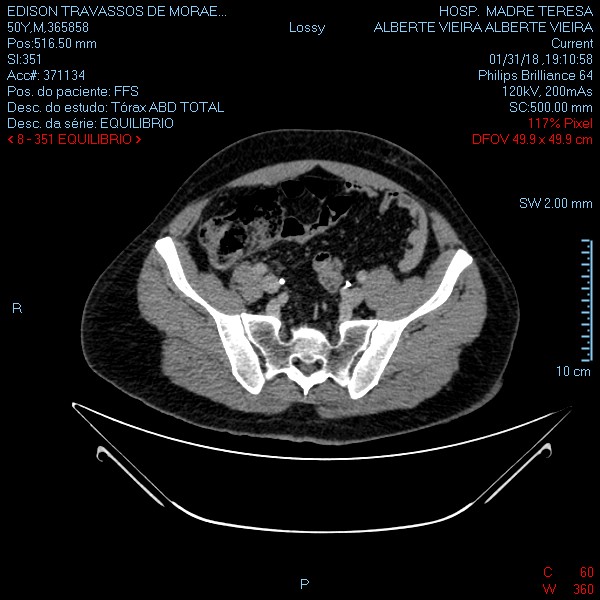 EDISON TRAVASSOS DE MORAE...
50Y,M,365858
Pos:516.50 mm
Sl:351
Acc#: 371134
Pos. do paciente: FFS
Desc. do estudo: Tórax ABD TOTAL
Desc. da série: EQUILIBRIO
< 8 - 351 EQUILIBRIO >
Lossy
HOSP. MADRE TERESA
ALBERTE VIEIRA ALBERTE VIEIRA
Current
01/31/18 ,19:10:58
Philips Brilliance 64
120kV, 200mAs
SC:500.00 mm
117% Pixel
DFOV 49.9 x 49.9 cm
SW 2.00 mm
R
10 cm
P
C 60
W 360